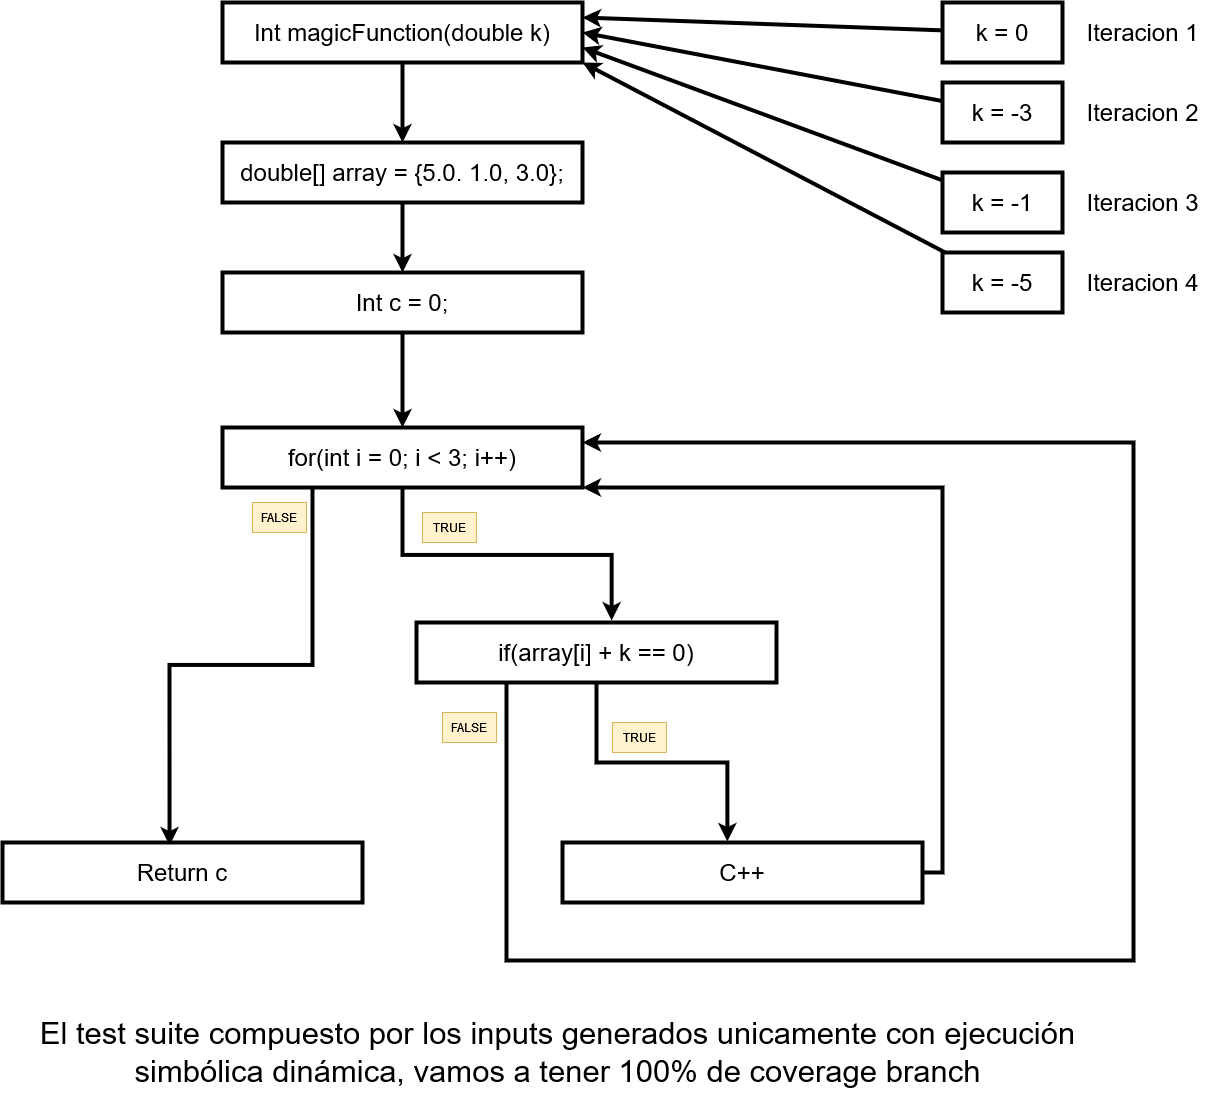 Int magicFunction(double k)
k = 0
Iteracion 1
k = -3
Iteracion 2
double[] array = {5.0. 1.0, 3.0};
k = -1
Iteracion 3
Int c = 0;
k = -5
Iteracion 4
for(int i = 0; i < 3; i++)
FALSE
TRUE
if(array[i] + k == 0)
FALSE
TRUE
Return c
C++
El test suite compuesto por los inputs generados unicamente con ejecución
simbólica dinámica, vamos a tener 100% de coverage branch